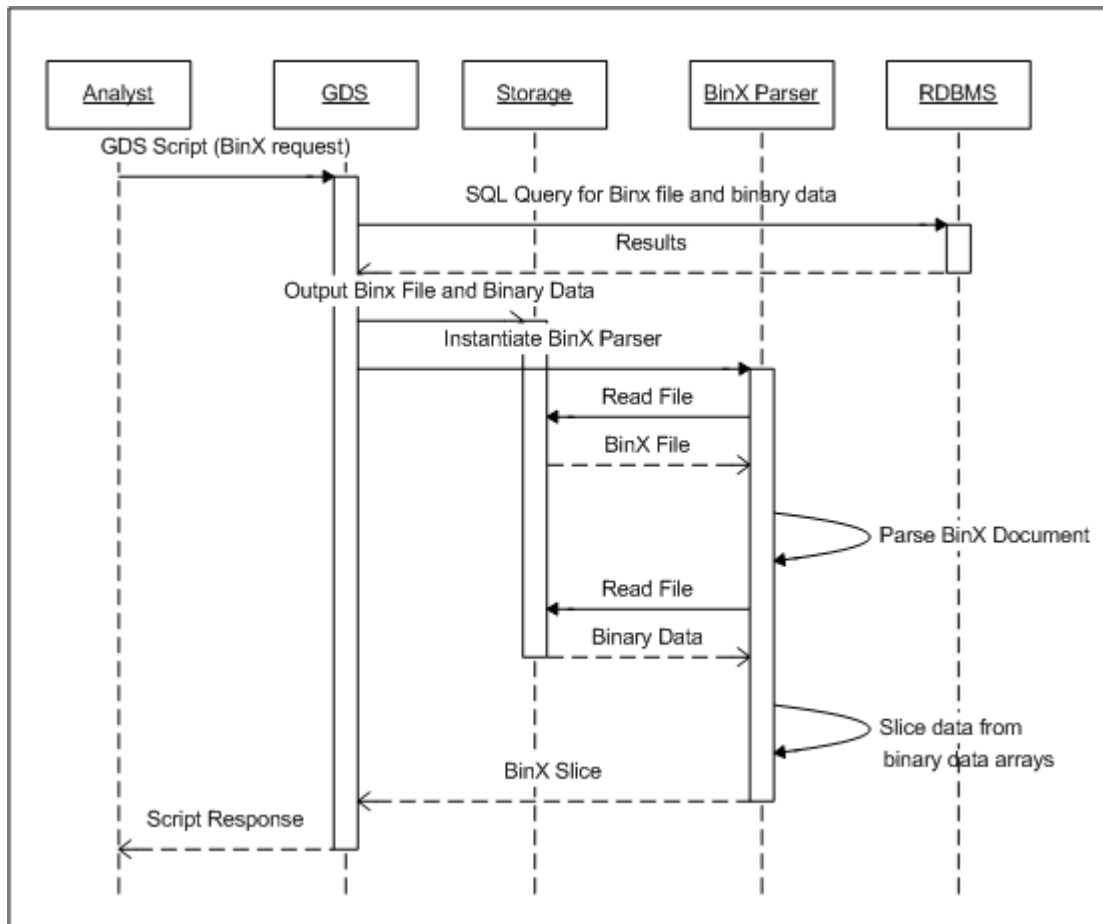 Analyst
GDS
Storage
BinX Parser
RDBMS
GDS Script (BinX request)
SQL Query for Binx file and binary data
Results
Output Binx File and Binary Data
Instantiate BinX Parser
Read File
BinX File
Parse BinX Document
Read File
Binary Data
Slice data from
binary data arrays
BinX Slice
Script Response